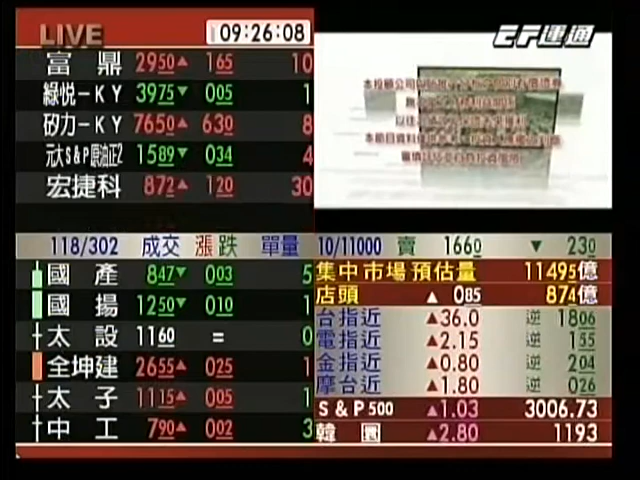 LIVE 09:26:08
富鼎 2950▲ 165 10
綠悅-KY 3975▼ 005 1
矽力-KY 7650▲ 630 8
元大S&P原油正2 1589▼ 034 4
宏捷科 872▲ 120 30
EF運通
118/302 成交 漲跌 單量
國產 847▼ 003 5
國揚 1250▼ 010 1
太設 1160 = 0
全坤建 2655▲ 025 1
太子 1115▲ 005 1
中工 790▲ 002 3
10/11000 賣 1660 ▼ 230
集中市場預估量 11495億
店頭 ▲ 085 874億
台指近 ▲36.0 逆 1806
電指近 ▲2.15 逆 155
金指近 ▲0.80 逆 204
摩台近 ▲1.80 逆 026
S&P500 ▲1.03 3006.73
韓圜 ▲2.80 1193